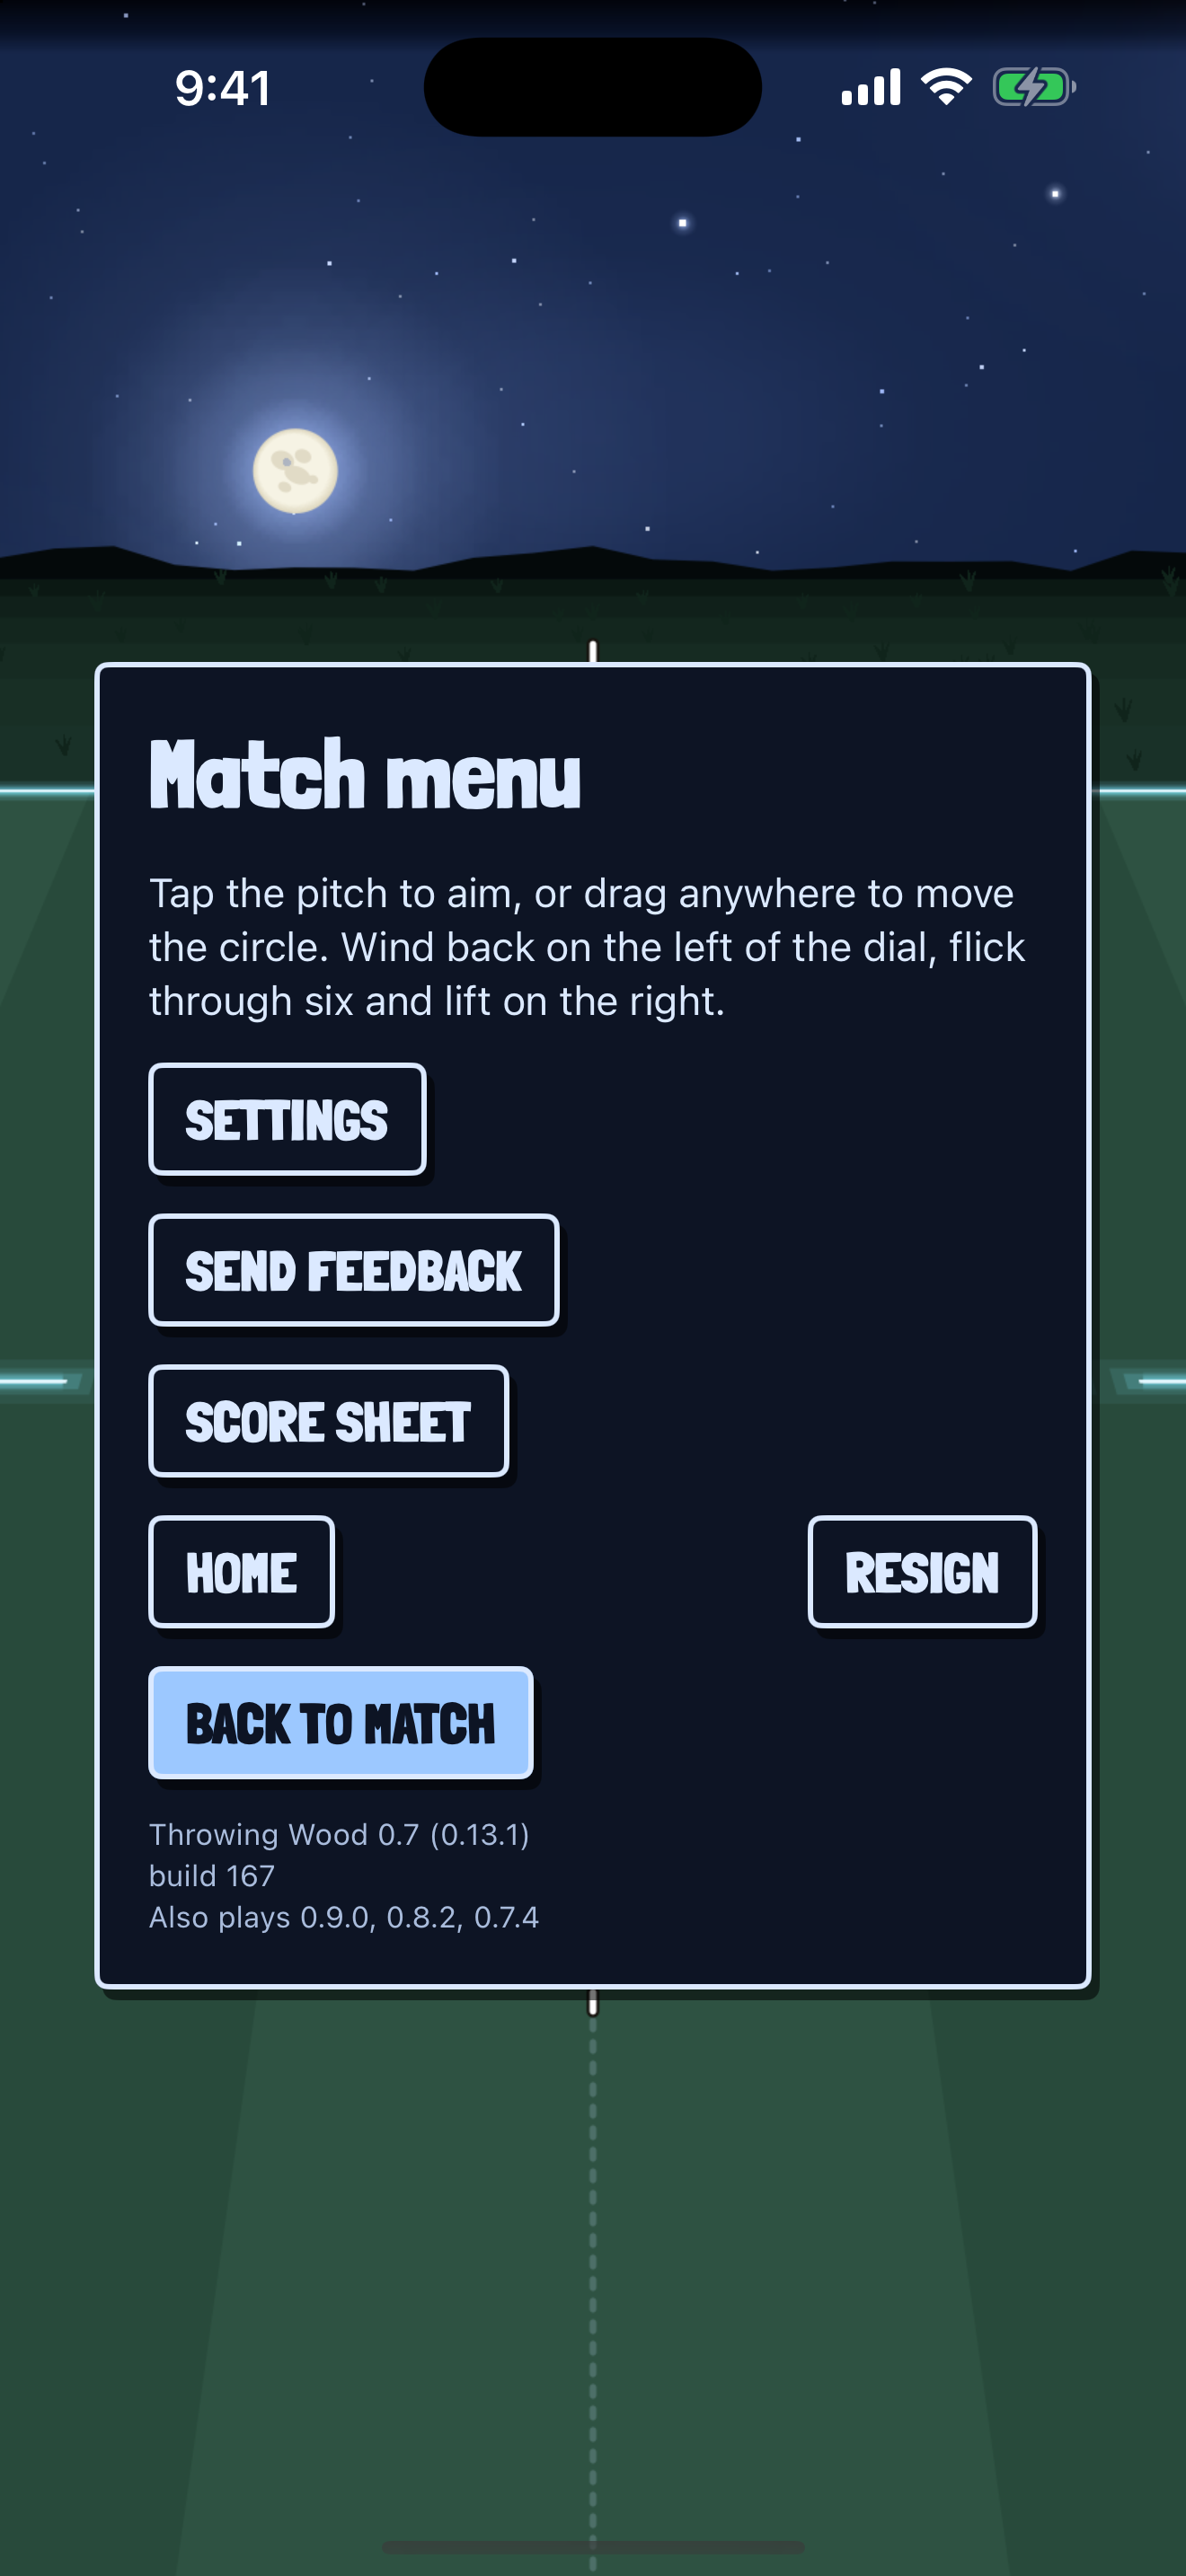 9:41
Match menu
Tap the pitch to aim, or drag anywhere to move
the circle. Wind back on the left of the dial, flick
through six and lift on the right.
SETTINGS
SEND FEEDBACK
SCORE SHEET
HOME
RESIGN
BACK TO MATCH
Throwing Wood 0.7 (0.13.1)
build 167
Also plays 0.9.0, 0.8.2, 0.7.4